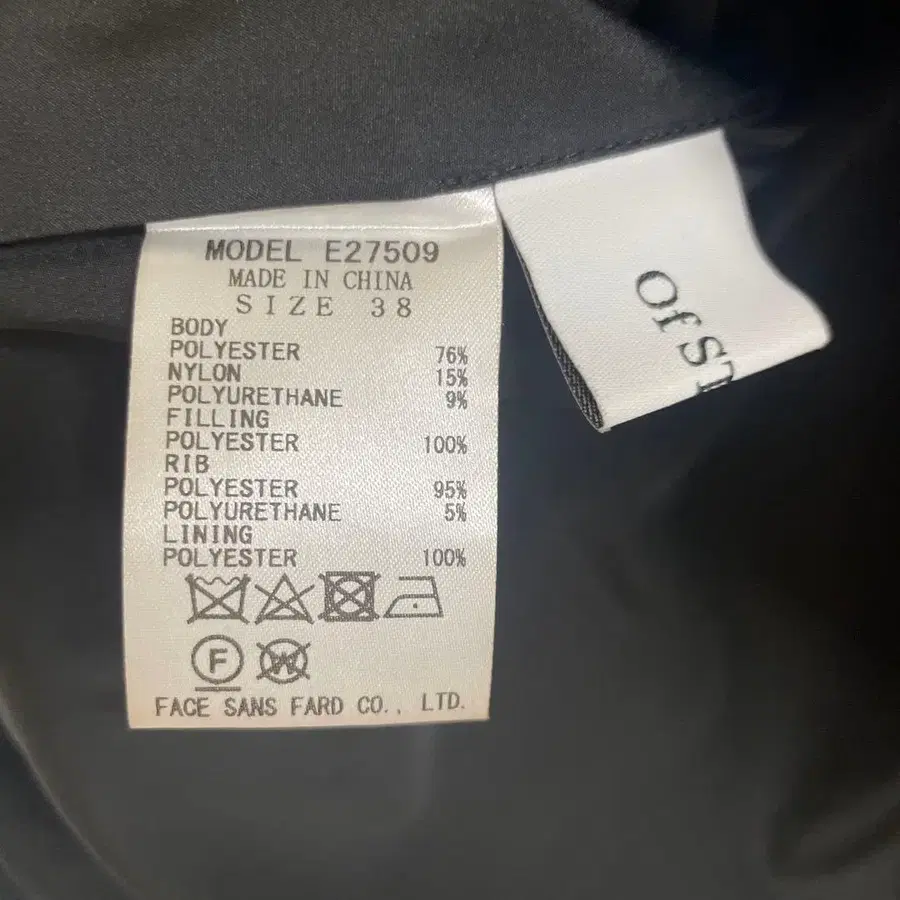 MODEL E27509
MADE IN CHINA
SIZE 38
BODY
POLYESTER 76%
NYLON 15%
POLYURETHANE 9%
FILLING
POLYESTER 100%
RIB
POLYESTER 95%
POLYURETHANE 5%
LINING
POLYESTER 100%
F W
FACE SANS FARD CO., LTD.
Of ST